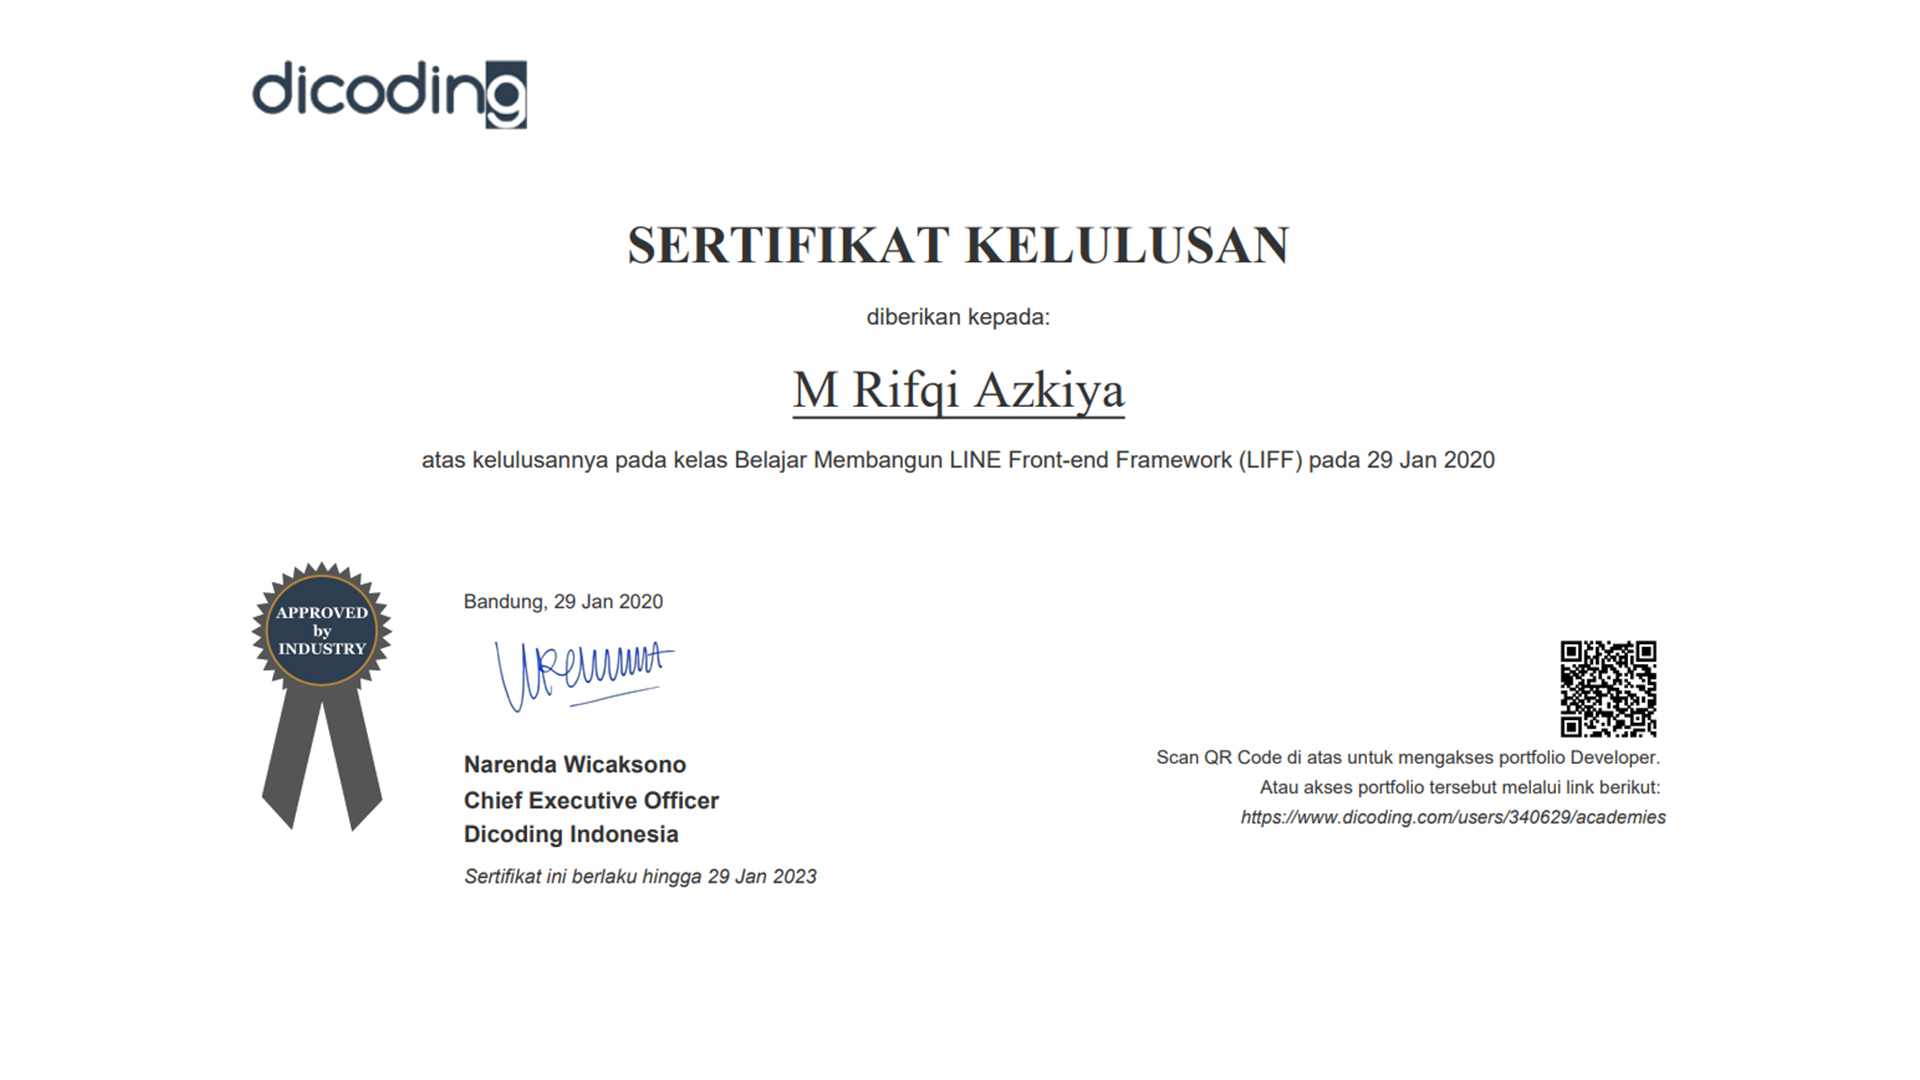 dicoding
SERTIFIKAT KELULUSAN
diberikan kepada:
M Rifqi Azkiya
atas kelulusannya pada kelas Belajar Membangun LINE Front-end Framework (LIFF) pada 29 Jan 2020
APPROVED
by
INDUSTRY
Bandung, 29 Jan 2020
Narenda Wicaksono
Chief Executive Officer
Dicoding Indonesia
Sertifikat ini berlaku hingga 29 Jan 2023
Scan QR Code di atas untuk mengakses portfolio Developer.
Atau akses portfolio tersebut melalui link berikut:
https://www.dicoding.com/users/340629/academies